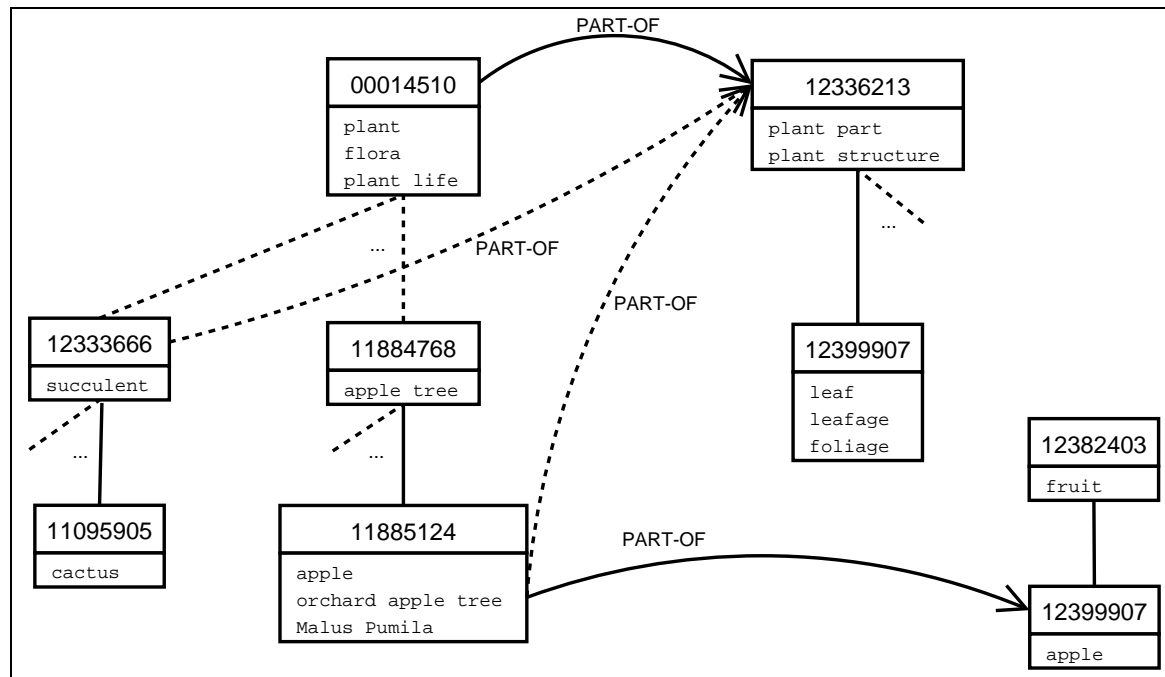 PART-OF
00014510
plant
flora
plant life
12336213
plant part
plant structure
...
...
PART-OF
PART-OF
12333666
succulent
...
11884768
apple tree
...
12399907
leaf
leafage
foliage
12382403
fruit
11095905
cactus
11885124
apple
orchard apple tree
Malus Pumila
PART-OF
12399907
apple